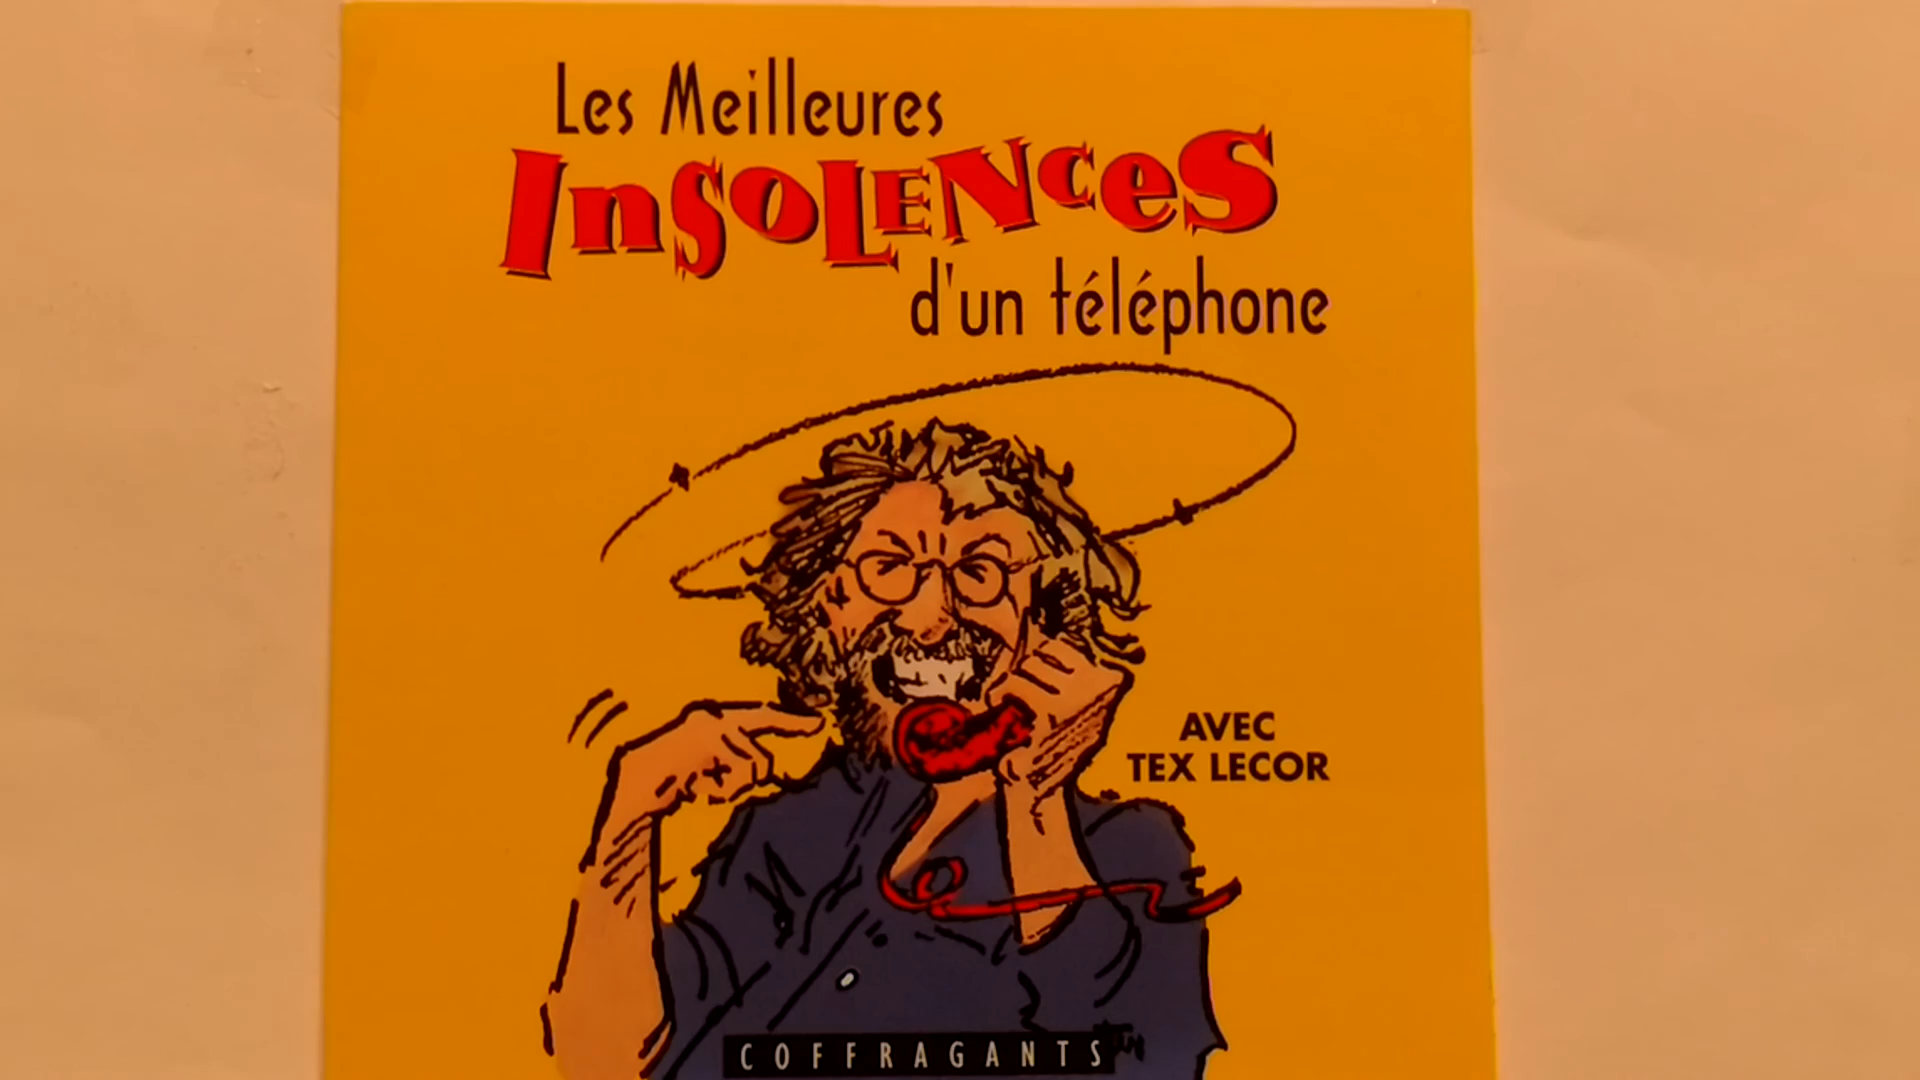 Les Meilleures
InSOLENCes
d'un téléphone
AVEC
TEX LECOR
COFFRAGANTS